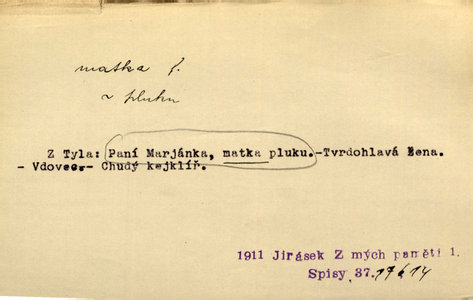 matka f.
~ pluku
Z Tyla: Paní Marjánka, matka pluku.-Tvrdohlavá žena.
- Vdovec.- Chudý kejklíř.
1911 Jirásek Z mých pamětí 1.
Spisy 37.